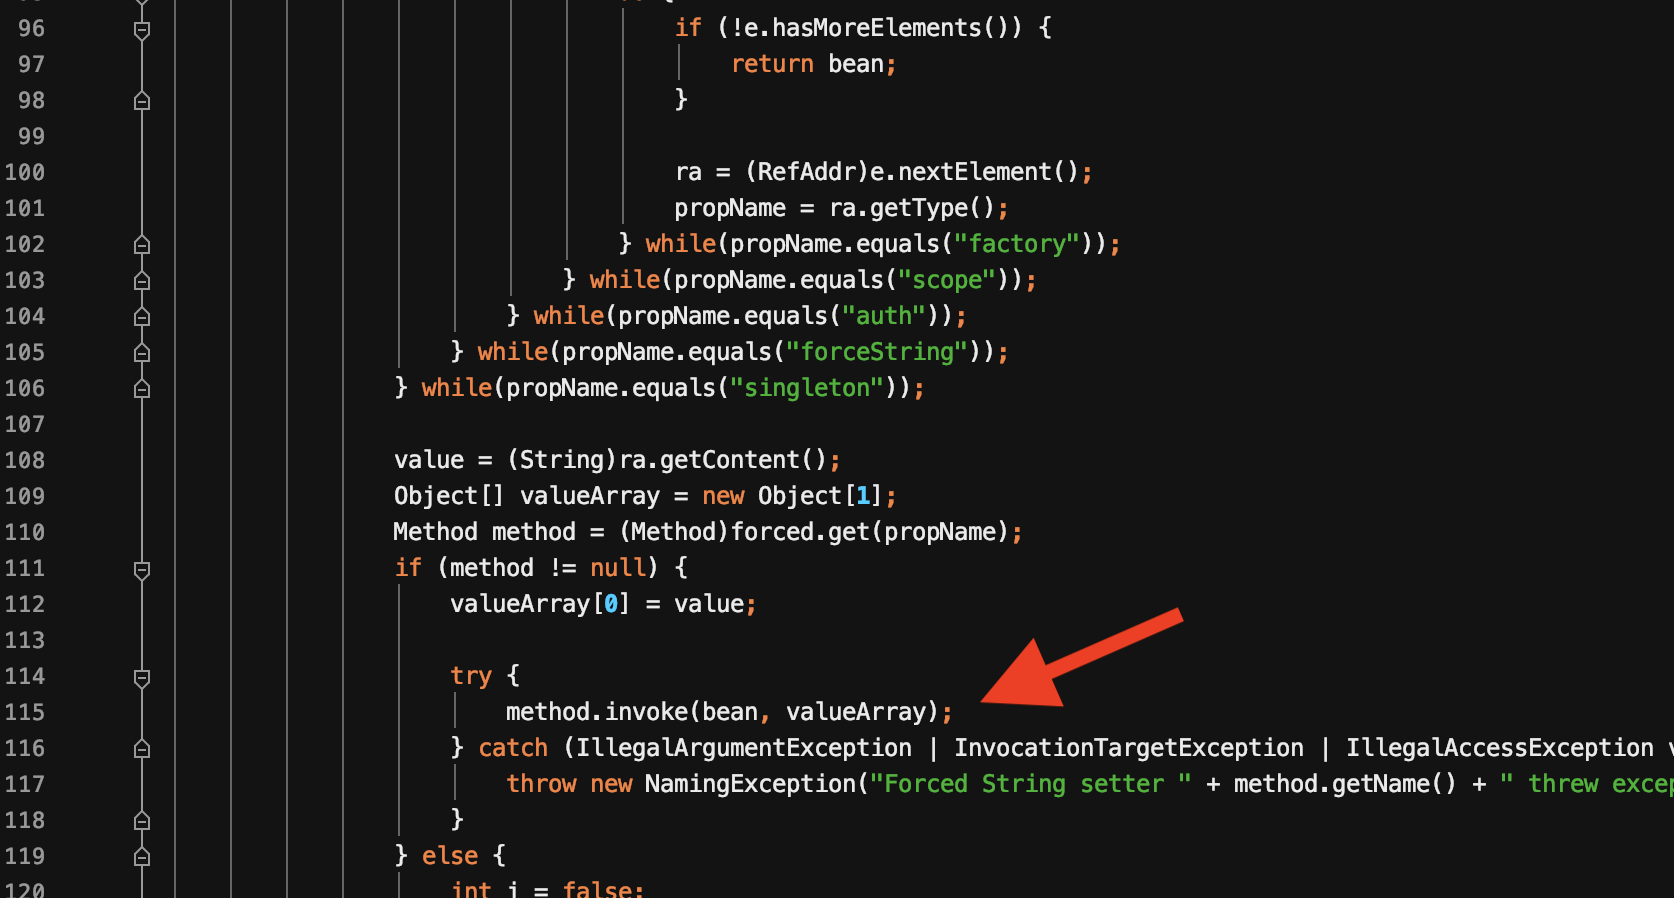 96 if (!e.hasMoreElements()) {
97 return bean;
98 }
99
100 ra = (RefAddr)e.nextElement();
101 propName = ra.getType();
102 } while(propName.equals("factory"));
103 } while(propName.equals("scope"));
104 } while(propName.equals("auth"));
105 } while(propName.equals("forceString"));
106 } while(propName.equals("singleton"));
107
108 value = (String)ra.getContent();
109 Object[] valueArray = new Object[1];
110 Method method = (Method)forced.get(propName);
111 if (method != null) {
112 valueArray[0] = value;
113
114 try {
115 method.invoke(bean, valueArray);
116 } catch (IllegalArgumentException | InvocationTargetException | IllegalAccessException
117 throw new NamingException("Forced String setter " + method.getName() + " threw excep
118 }
119 } else {
120 int i = false;